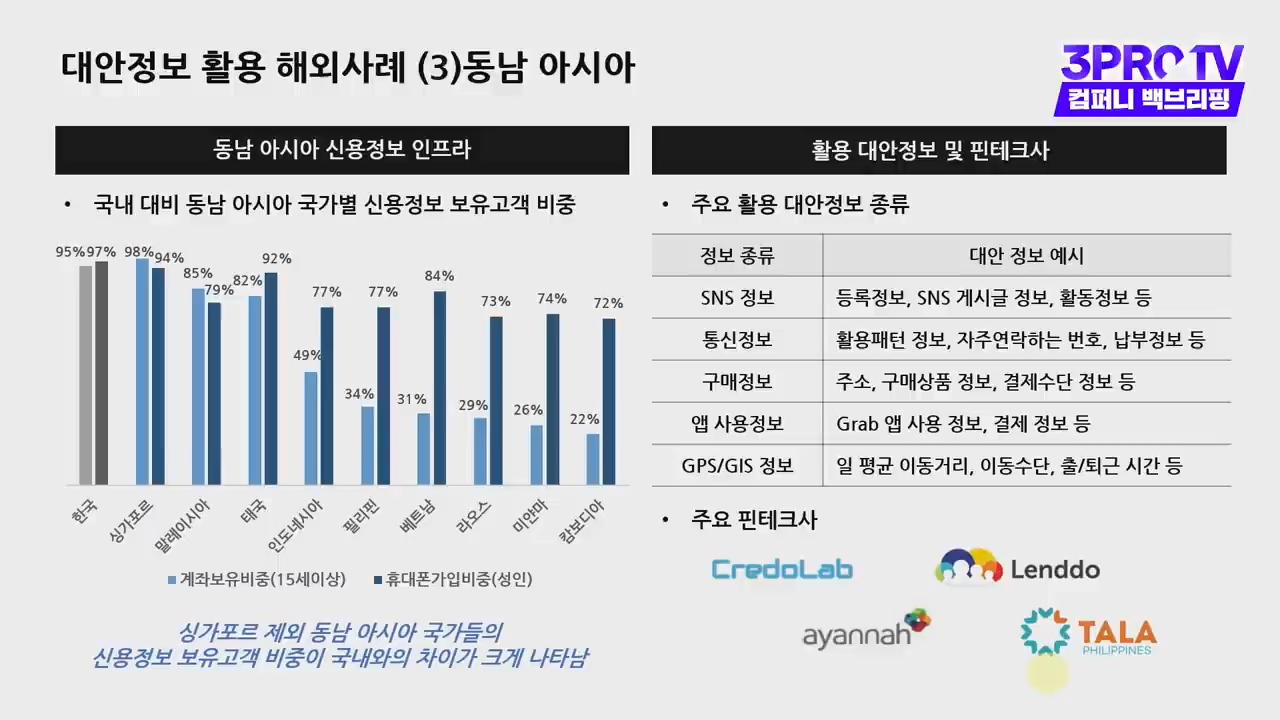 대안정보 활용 해외사례 (3)동남 아시아
3PROTV
컴퍼니 백브리핑
동남 아시아 신용정보 인프라
• 국내 대비 동남 아시아 국가별 신용정보 보유고객 비중
95% 97% 98% 94% 85% 79% 82% 92% 49% 77% 34% 77% 31% 84% 29% 73% 26% 74% 22% 72%
한국 싱가포르 말레이시아 태국 인도네시아 필리핀 베트남 라오스 미얀마 캄보디아
계좌보유비중(15세이상) 휴대폰가입비중(성인)
싱가포르 제외 동남 아시아 국가들의
신용정보 보유고객 비중이 국내와의 차이가 크게 나타남
활용 대안정보 및 핀테크사
• 주요 활용 대안정보 종류
정보 종류 대안 정보 예시
SNS 정보 등록정보, SNS 게시글 정보, 활동정보 등
통신정보 활용패턴 정보, 자주연락하는 번호, 납부정보 등
구매정보 주소, 구매상품 정보, 결제수단 정보 등
앱 사용정보 Grab 앱 사용 정보, 결제 정보 등
GPS/GIS 정보 일 평균 이동거리, 이동수단, 출/퇴근 시간 등
• 주요 핀테크사
CredoLab Lenddo
ayannah TALA
PHILIPPINES